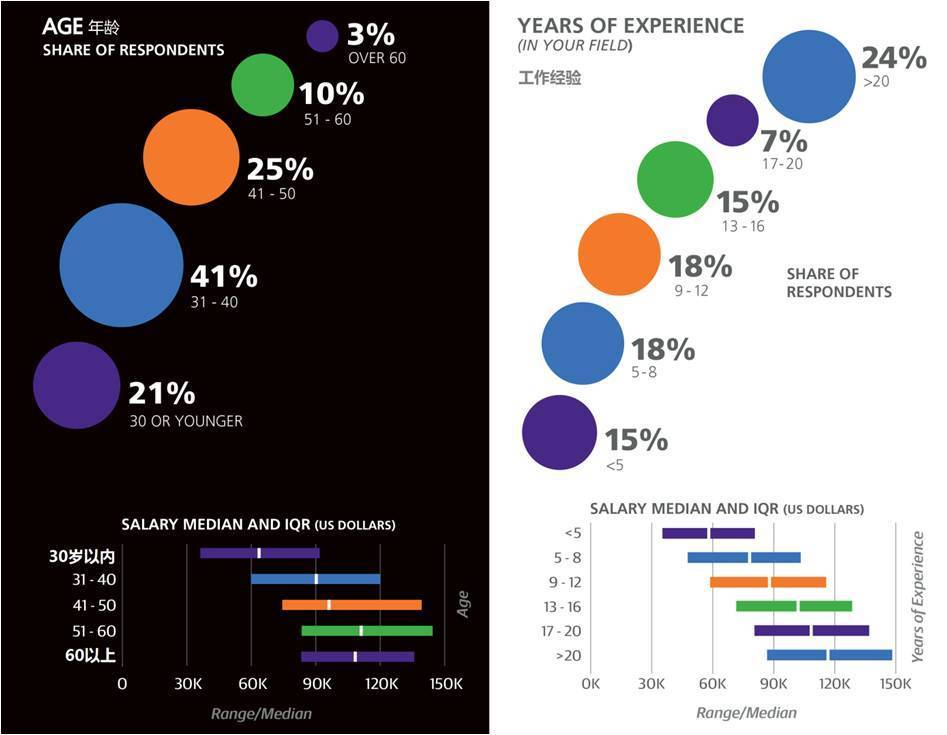 AGE 年龄
SHARE OF RESPONDENTS
3%
OVER 60
10%
51 - 60
25%
41 - 50
41%
31 - 40
21%
30 OR YOUNGER
SALARY MEDIAN AND IQR (US DOLLARS)
30岁以内
31 - 40
41 - 50
51 - 60
60以上
Age
0 30K 60K 90K 120K 150K
Range/Median
YEARS OF EXPERIENCE
(IN YOUR FIELD)
工作经验
24%
>20
7%
17-20
15%
13 - 16
18%
9 - 12
SHARE OF
RESPONDENTS
18%
5-8
15%
<5
SALARY MEDIAN AND IQR (US DOLLARS)
<5
5 - 8
9 - 12
13 - 16
17 - 20
>20
Years of Experience
0K 30K 60K 90K 120K 150K
Range/Median